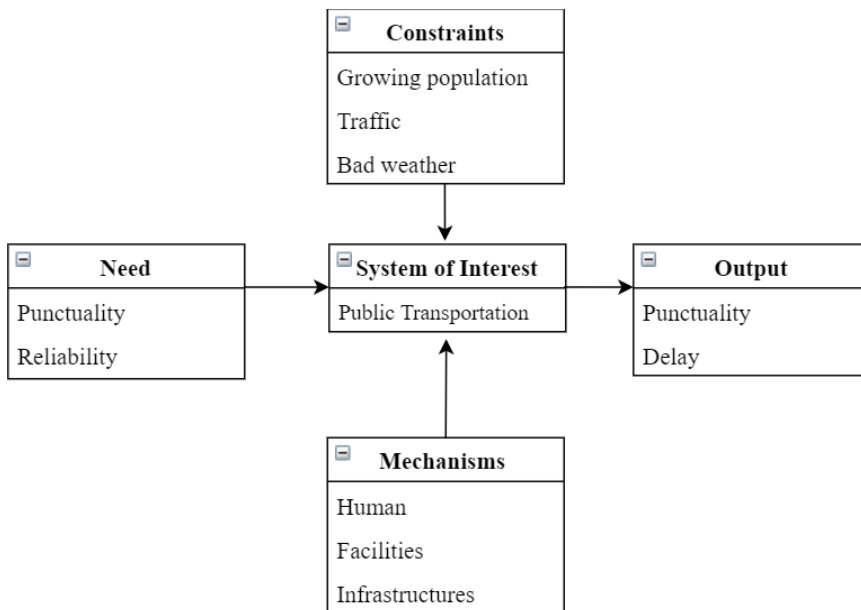 Constraints
Growing population
Traffic
Bad weather
Need
Punctuality
Reliability
System of Interest
Public Transportation
Output
Punctuality
Delay
Mechanisms
Human
Facilities
Infrastructures